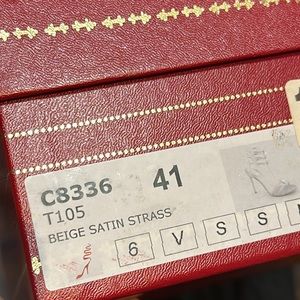 C8336 41
T105
BEIGE SATIN STRASS
6 V S S